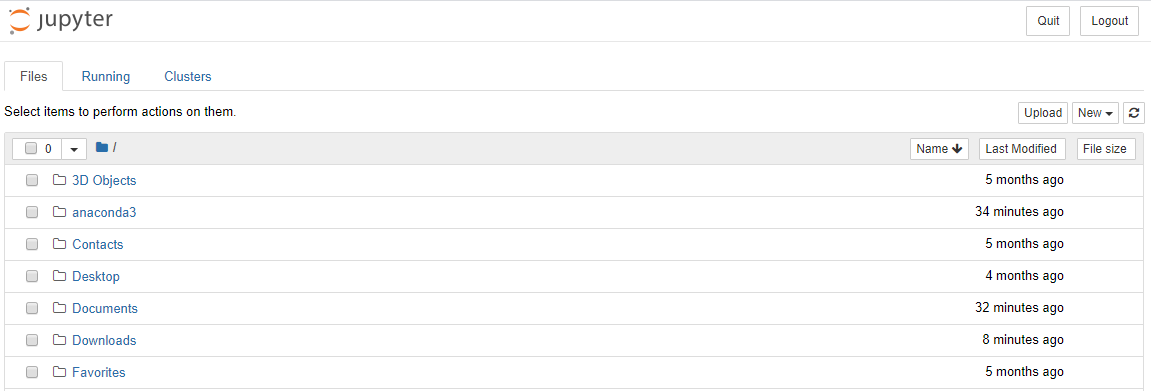 jupyter Quit Logout
Files Running Clusters
Select items to perform actions on them. Upload New
0 / Name Last Modified File size
3D Objects 5 months ago
anaconda3 34 minutes ago
Contacts 5 months ago
Desktop 4 months ago
Documents 32 minutes ago
Downloads 8 minutes ago
Favorites 5 months ago